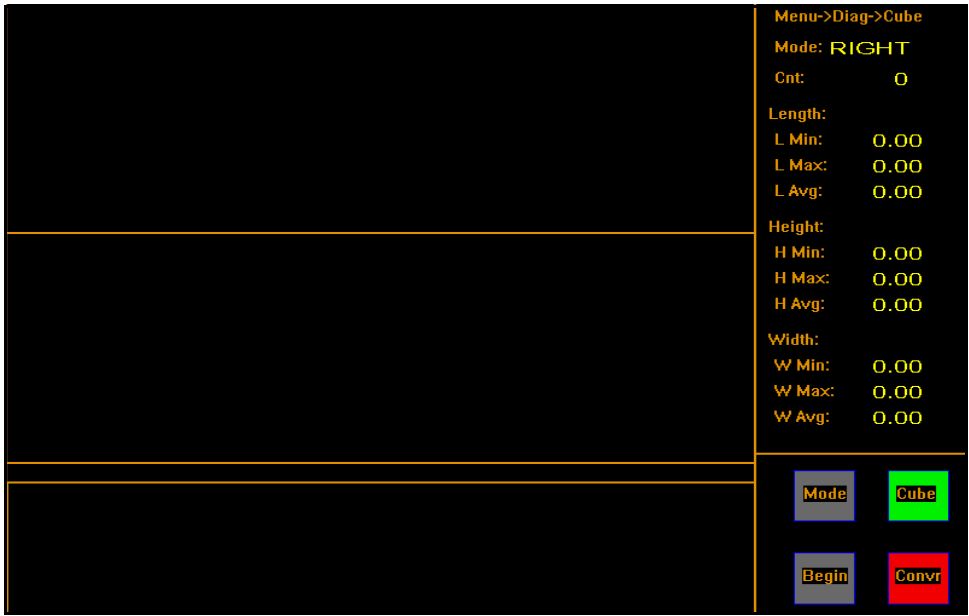 Menu->Diag->Cube
Mode: RIGHT
Cnt: 0
Length:
L Min: 0.00
L Max: 0.00
L Avg: 0.00
Height:
H Min: 0.00
H Max: 0.00
H Avg: 0.00
Width:
W Min: 0.00
W Max: 0.00
W Avg: 0.00
Mode Cube
Begin Convr